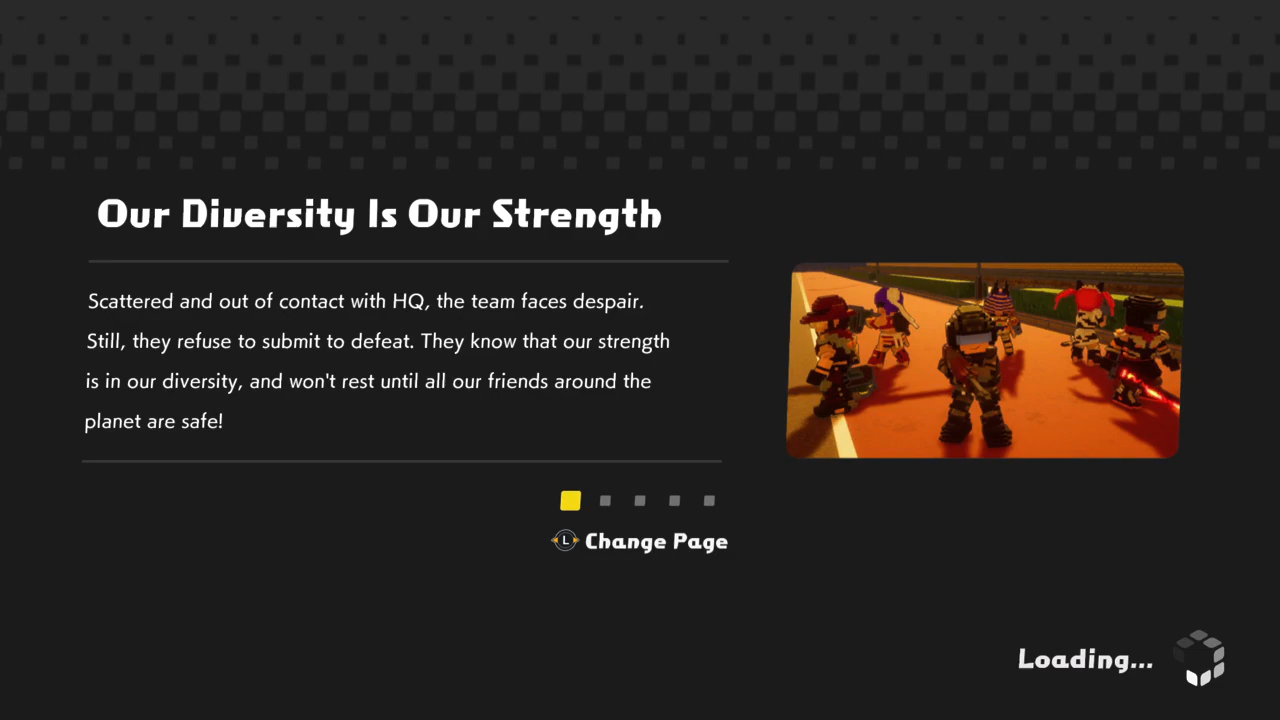 Our Diversity Is Our Strength
Scattered and out of contact with HQ, the team faces despair.
Still, they refuse to submit to defeat. They know that our strength
is in our diversity, and won't rest until all our friends around the
planet are safe!
L Change Page
Loading...